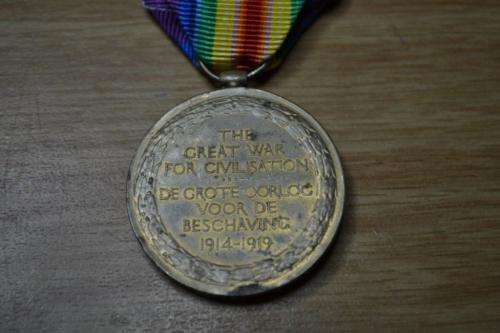 THE
GREAT WAR
FOR CIVILISATION
DE GROTE OORLOG
VOOR DE
BESCHAVING
1914-1919